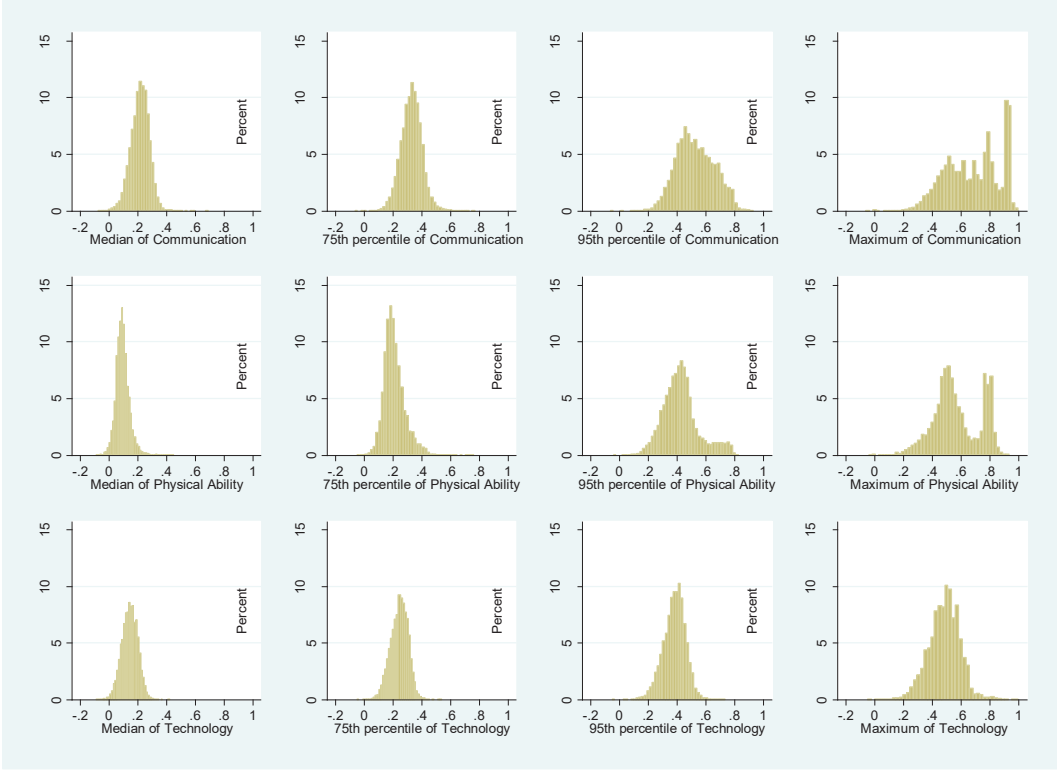 15
10
5
0
-.2 0 .2 .4 .6 .8 1
Median of Communication
Percent
15
10
5
0
-.2 0 .2 .4 .6 .8 1
75th percentile of Communication
Percent
15
10
5
0
-.2 0 .2 .4 .6 .8 1
95th percentile of Communication
Percent
15
10
5
0
-.2 0 .2 .4 .6 .8 1
Maximum of Communication
15
10
5
0
-.2 0 .2 .4 .6 .8 1
Median of Physical Ability
Percent
15
10
5
0
-.2 0 .2 .4 .6 .8 1
75th percentile of Physical Ability
Percent
15
10
5
0
-.2 0 .2 .4 .6 .8 1
95th percentile of Physical Ability
Percent
15
10
5
0
-.2 0 .2 .4 .6 .8 1
Maximum of Physical Ability
15
10
5
0
-.2 0 .2 .4 .6 .8 1
Median of Technology
Percent
15
10
5
0
-.2 0 .2 .4 .6 .8 1
75th percentile of Technology
Percent
15
10
5
0
-.2 0 .2 .4 .6 .8 1
95th percentile of Technology
Percent
15
10
5
0
-.2 0 .2 .4 .6 .8 1
Maximum of Technology